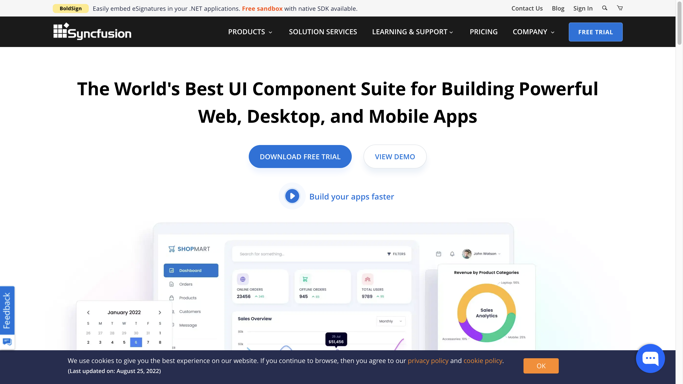 BoldSign Easily embed eSignatures in your .NET applications. Free sandbox with native SDK available.
Contact Us Blog Sign In
Syncfusion
PRODUCTS SOLUTION SERVICES LEARNING & SUPPORT PRICING COMPANY FREE TRIAL
The World's Best UI Component Suite for Building Powerful
Web, Desktop, and Mobile Apps
DOWNLOAD FREE TRIAL VIEW DEMO
Build your apps faster
SHOPMART
Search for something..
FILTERS
John Watson
Dashboard
Orders
Products
Customers
Message
ONLINE ORDERS
23456
OFFLINE ORDERS
945
TOTAL USERS
9789
Revenue by Product Categories
Sales
Analytics
January 2022
S M T W T F S
26 27 28 29 30 31 1
2 3 4 5 6 7 8
Sales Overview
Monthly
$51,456
Feedback
We use cookies to give you the best experience on our website. If you continue to browse, then you agree to our privacy policy and cookie policy.
(Last updated on: August 25, 2022)
OK